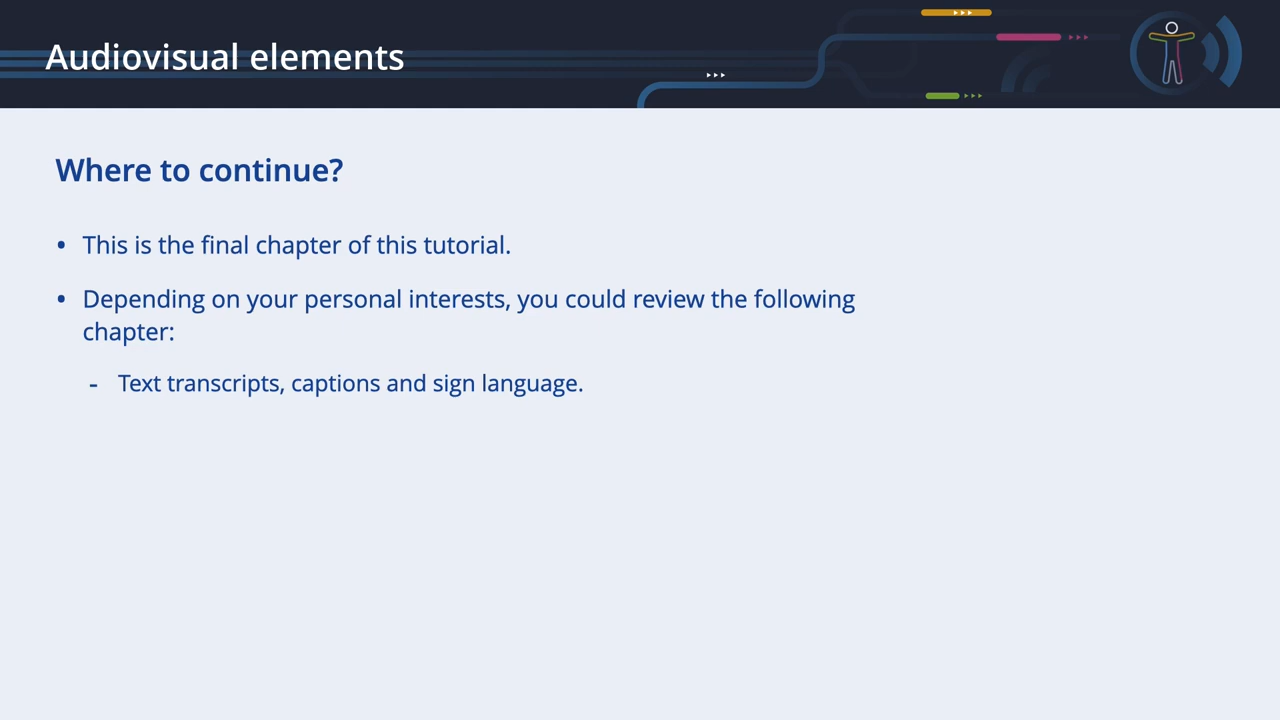 Audiovisual elements
Where to continue?
• This is the final chapter of this tutorial.
• Depending on your personal interests, you could review the following
chapter:
- Text transcripts, captions and sign language.